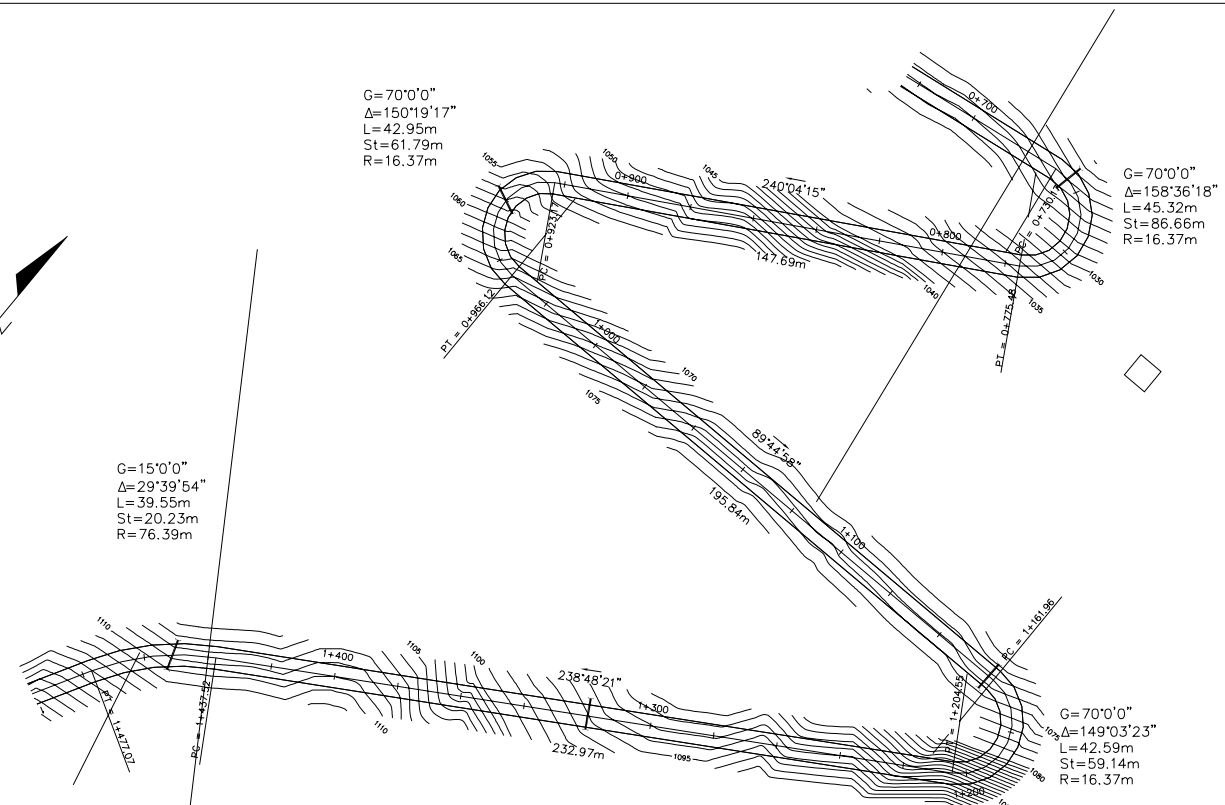 G=70°0'0"
Δ=150°19'17"
L=42.95m
St=61.79m
R=16.37m
0+700
G=70°0'0"
Δ=158°36'18"
L=45.32m
St=86.66m
R=16.37m
1055
1050
1045
0+900
240°04'15"
1060
0+800
147.69m
1065
1040
1035
1030
PC = 0+923.17
PT = 0+966.12
PT = 0+775.48
1+000
1070
1075
89°44'58"
195.84m
1+100
G=15°0'0"
Δ=29°39'54"
L=39.55m
St=20.23m
R=76.39m
PC = 1+161.96
1110
1105
1100
1+400
238°48'21"
1+300
PT = 1+477.07
PC = 1+437.52
1110
232.97m
1095
PT = 1+204.55
1075
1080
1+200
G=70°0'0"
Δ=149°03'23"
L=42.59m
St=59.14m
R=16.37m